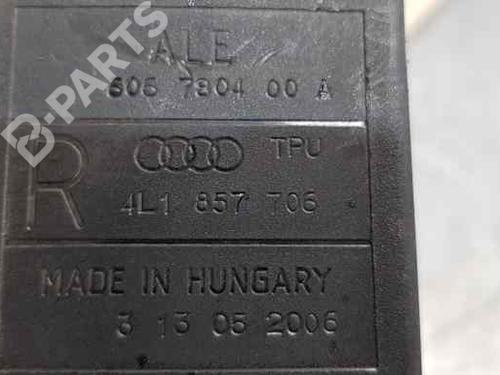 ALE
606 7804 00 A
R TPU
4L1 857 706
MADE IN HUNGARY
3 13 05 2006
B-PARTS